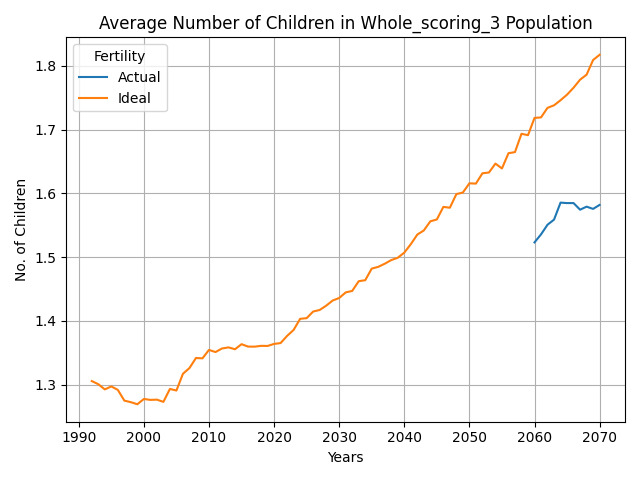 Average Number of Children in Whole_scoring_3 Population
Fertility
Actual
Ideal
No. of Children
1.8
1.7
1.6
1.5
1.4
1.3
1990 2000 2010 2020 2030 2040 2050 2060 2070
Years